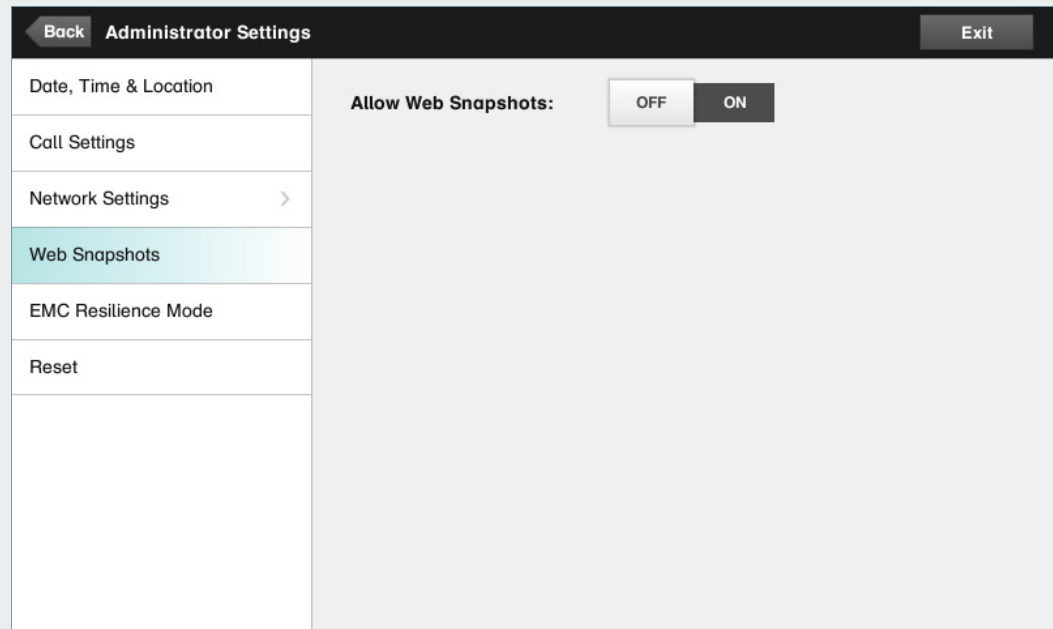 Back Administrator Settings Exit
Date, Time & Location
Allow Web Snapshots: OFF ON
Call Settings
Network Settings
Web Snapshots
EMC Resilience Mode
Reset